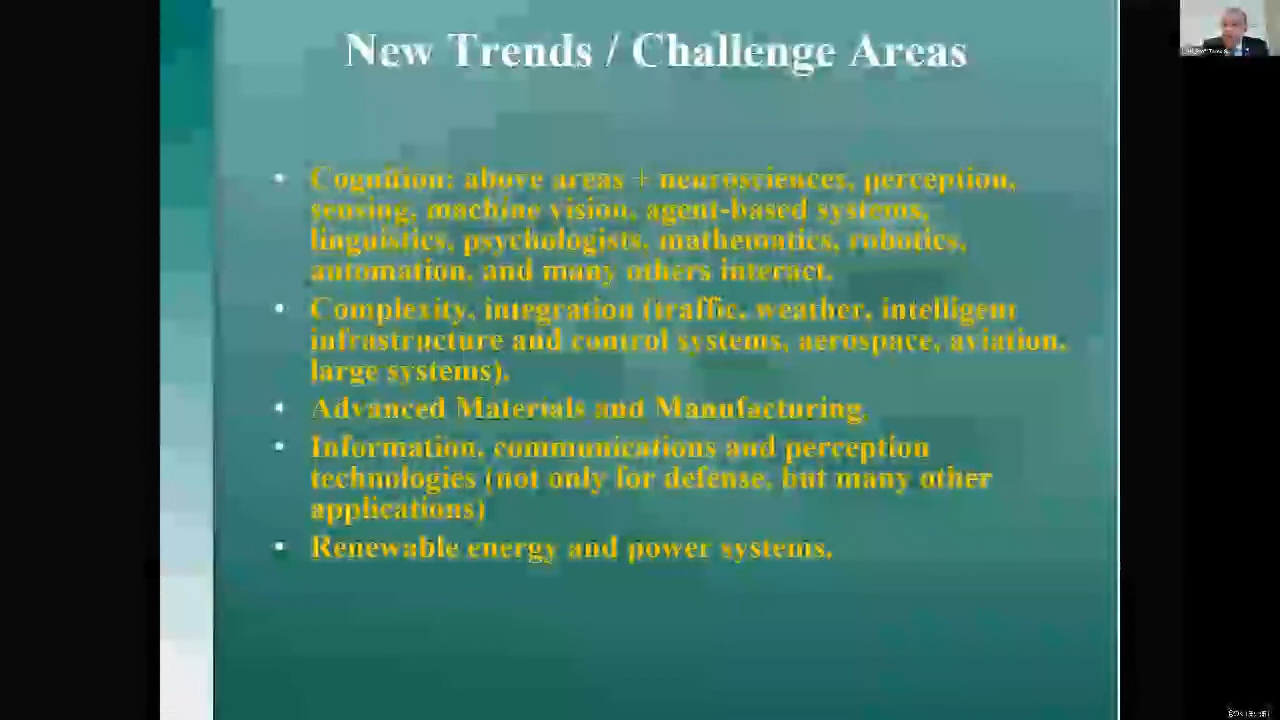 New Trends / Challenge Areas
• Cognition: above areas + neurosciences, perception,
sensing, machine vision, agent-based systems,
linguistics, psychologists, mathematics, robotics,
automation, and many others interact.
• Complexity, integration (traffic, weather, intelligent
infrastructure and control systems, aerospace, aviation,
large systems).
• Advanced Materials and Manufacturing.
• Information, communications and perception
technologies (not only for defense, but many other
applications)
• Renewable energy and power systems.